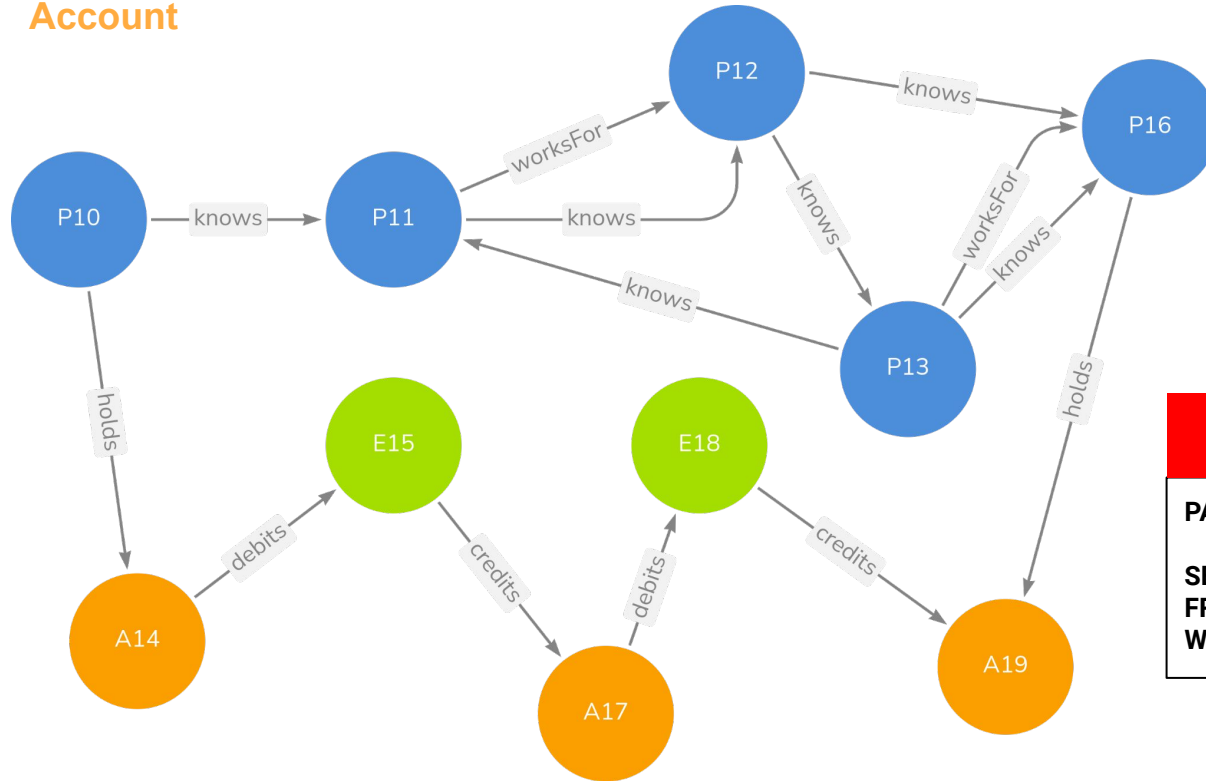 Account
P12
knows
P16
worksFor
P10
knows
P11
knows
knows
worksFor
knows
knows
P13
holds
holds
E15
E18
debits
credits
debits
credits
A14
A17
A19
PA